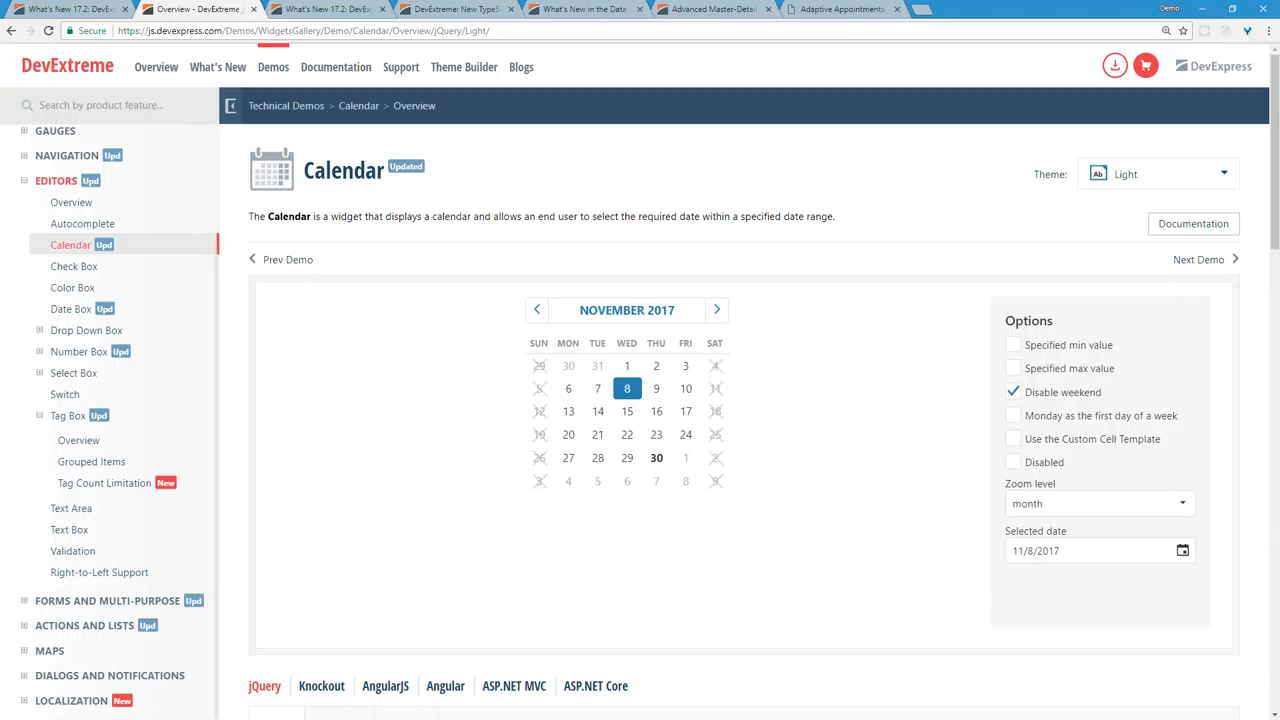 What's New 17.2: DevEx
Overview - DevExtreme
What's New 17.2: DevEx
DevExtreme: New TypeS
What's New in the Data
Advanced Master-Detail
Adaptive Appointments
Demo
Secure
https://js.devexpress.com/Demos/WidgetsGallery/Demo/Calendar/Overview/jQuery/Light/
DevExtreme
Overview
What's New
Demos
Documentation
Support
Theme Builder
Blogs
DevExpress
Search by product feature...
Technical Demos > Calendar > Overview
GAUGES
NAVIGATION Upd
EDITORS Upd
Overview
Autocomplete
Calendar Upd
Check Box
Color Box
Date Box Upd
Drop Down Box
Number Box Upd
Select Box
Switch
Tag Box Upd
Overview
Grouped Items
Tag Count Limitation New
Text Area
Text Box
Validation
Right-to-Left Support
FORMS AND MULTI-PURPOSE Upd
ACTIONS AND LISTS Upd
MAPS
DIALOGS AND NOTIFICATIONS
LOCALIZATION New
Calendar Updated
Theme: Ab Light
The Calendar is a widget that displays a calendar and allows an end user to select the required date within a specified date range.
Documentation
Prev Demo
Next Demo
NOVEMBER 2017
SUN MON TUE WED THU FRI SAT
29 30 31 1 2 3 4
5 6 7 8 9 10 11
12 13 14 15 16 17 18
19 20 21 22 23 24 25
26 27 28 29 30 1 2
3 4 5 6 7 8 9
Options
Specified min value
Specified max value
Disable weekend
Monday as the first day of a week
Use the Custom Cell Template
Disabled
Zoom level
month
Selected date
11/8/2017
jQuery
Knockout
AngularJS
Angular
ASP.NET MVC
ASP.NET Core